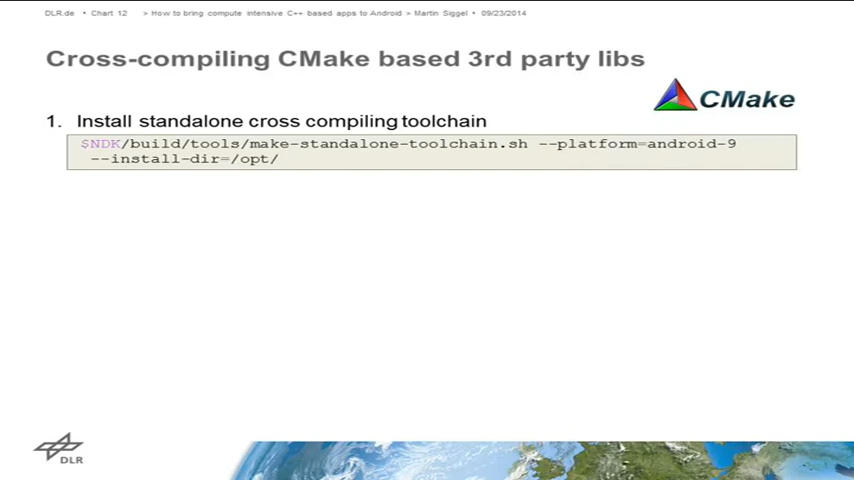 DLR.de • Chart 12 > How to bring compute intensive C++ based apps to Android > Martin Siggel • 09/23/2014
Cross-compiling CMake based 3rd party libs
CMake
1. Install standalone cross compiling toolchain
$NDK/build/tools/make-standalone-toolchain.sh --platform=android-9
--install-dir=/opt/
DLR